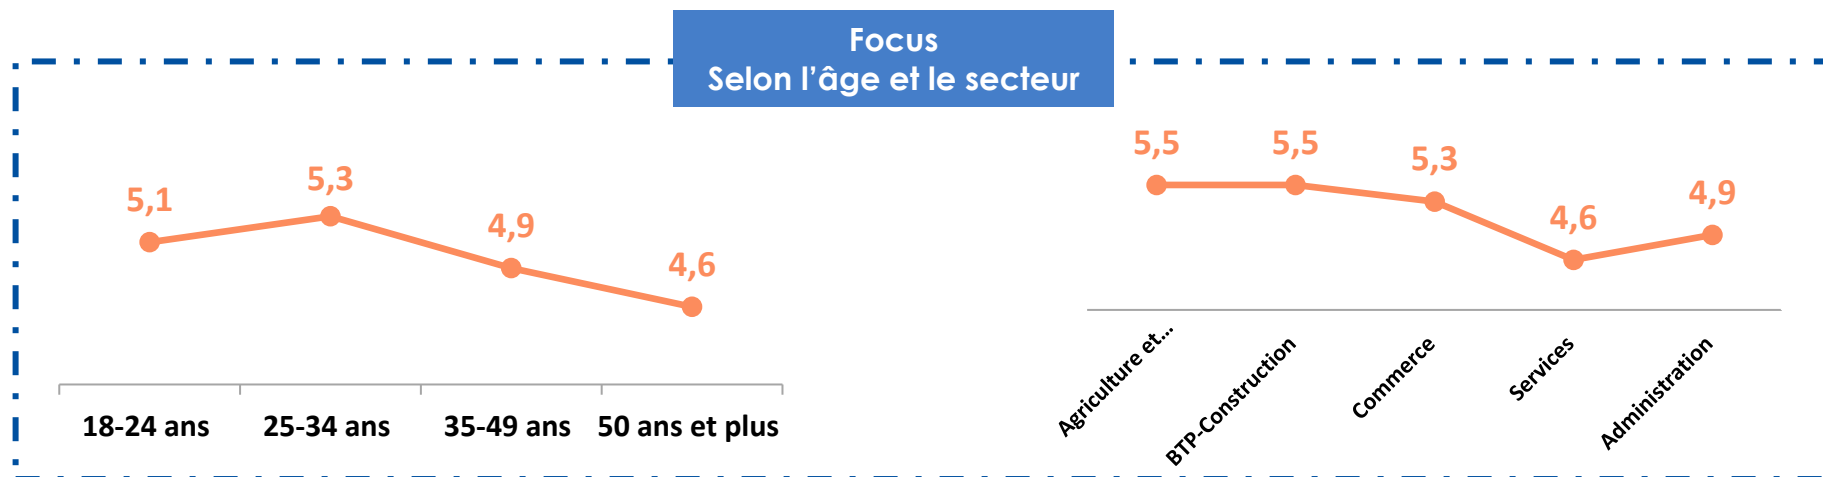 Focus
Selon l’âge et le secteur
5,1
5,3
4,9
4,6
18-24 ans
25-34 ans
35-49 ans
50 ans et plus
5,5
5,5
5,3
4,6
4,9
Agriculture et...
BTP-Construction
Commerce
Services
Administration